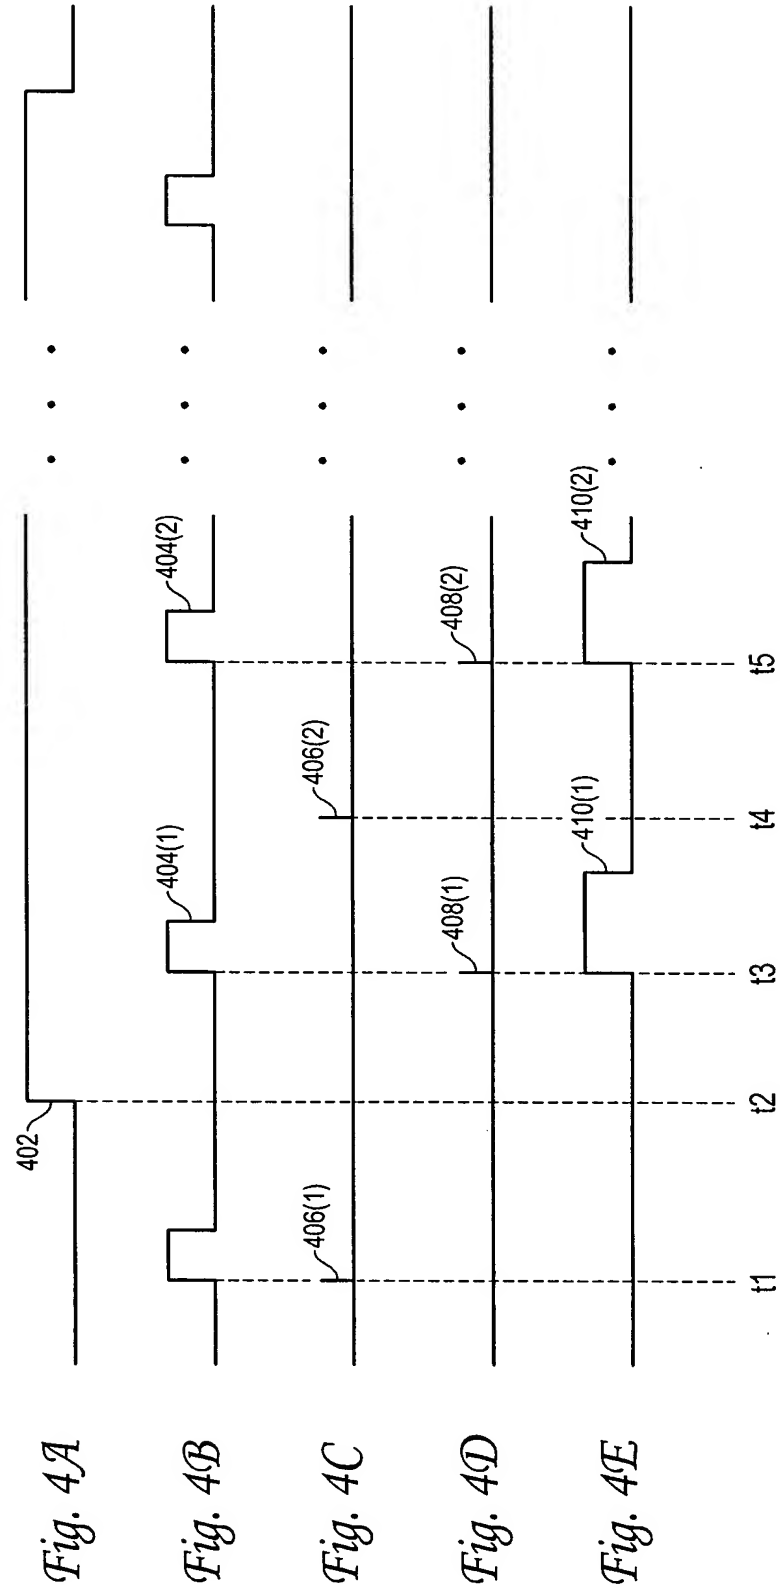 Fig. 4A
402
Fig. 4B
404(1)
404(2)
Fig. 4C
406(1)
406(2)
Fig. 4D
408(1)
408(2)
Fig. 4E
410(1)
410(2)
t1
t2
t3
t4
t5